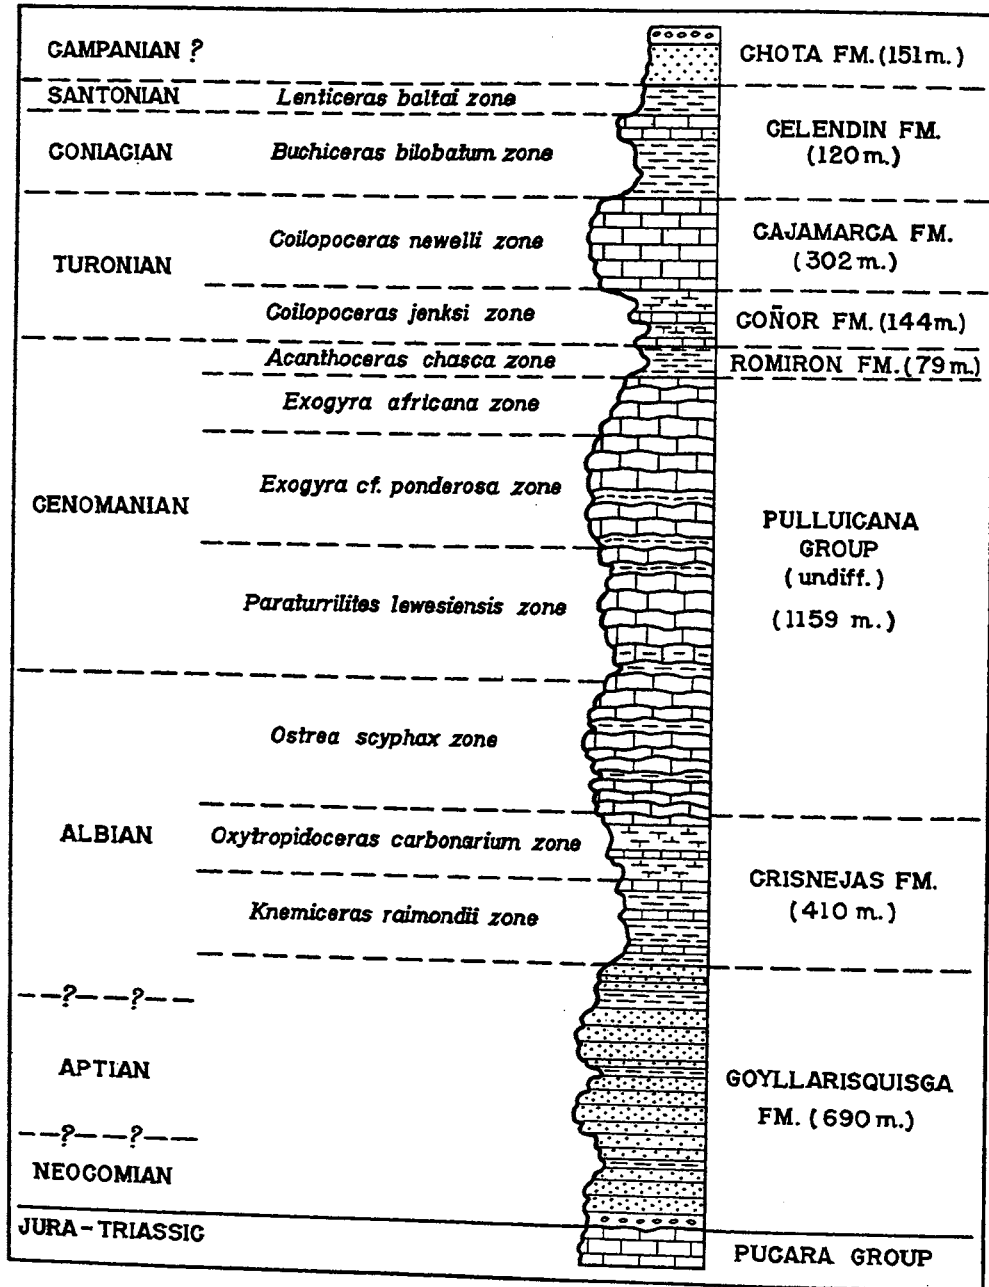 CAMPANIAN ?
CHOTA FM. (151m.)
SANTONIAN
Lenticeras baltai zone
CELENDIN FM.
(120 m.)
CONIACIAN
Buchiceras bilobatum zone
TURONIAN
Coilopoceras newelli zone
CAJAMARCA FM.
(302 m.)
Coilopoceras jenksi zone
COÑOR FM. (144m.)
Acanthoceras chasca zone
ROMIRON FM. (79 m.)
CENOMANIAN
Exogyra africana zone
Exogyra cf. ponderosa zone
Paraturrilites lewesiensis zone
PULLUICANA
GROUP
(undiff.)
(1159 m.)
ALBIAN
Ostrea scyphax zone
Oxytropidoceras carbonarium zone
Knemiceras raimondii zone
CRISNEJAS FM.
(410 m.)
—–?—–—?—–—
APTIAN
—–?—–—?—–—
NEOCOMIAN
GOYLLARISQUISGA
FM. (690 m.)
JURA-TRIASSIC
PUCARA GROUP